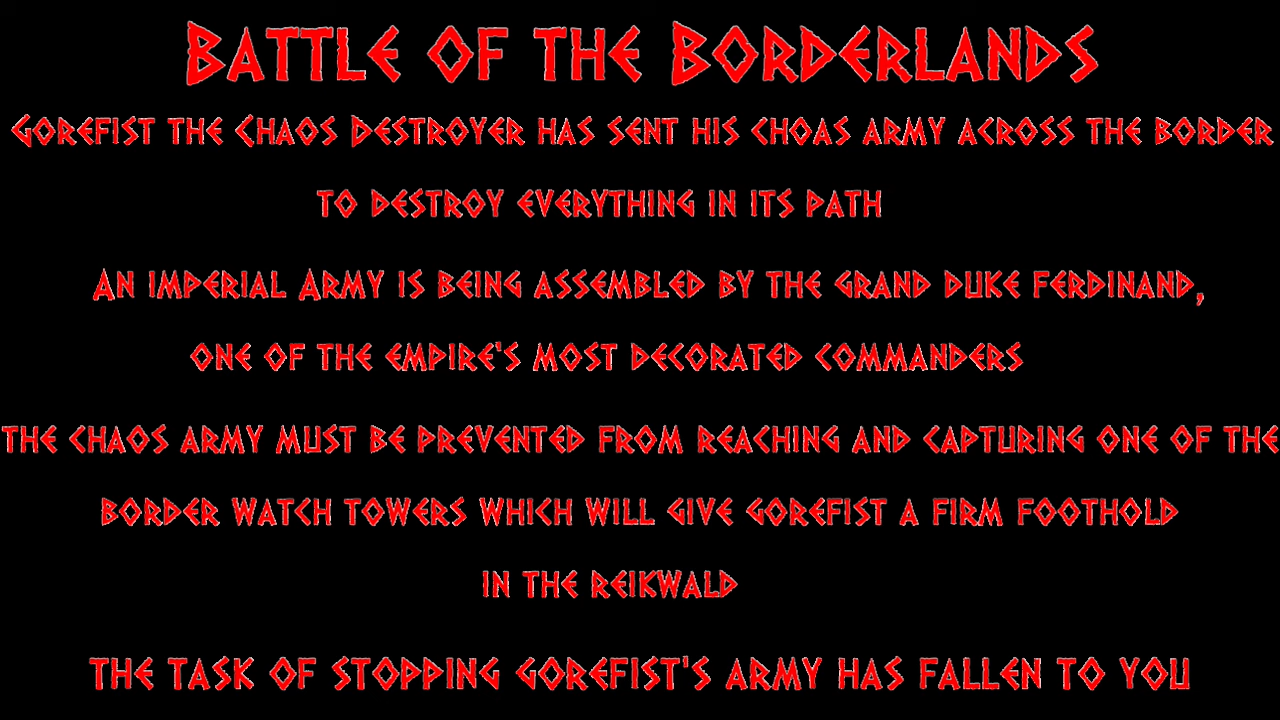 Battle of the Borderlands
Gorefist the Chaos Destroyer has sent his choas army across the border
to destroy everything in its path
An imperial Army is being assembled by the grand duke Ferdinand,
one of the empire's most decorated commanders
the chaos army must be prevented from reaching and capturing one of the
border watch towers which will give Gorefist a firm foothold
in the Reikwald
The task of stopping Gorefist's army has fallen to you